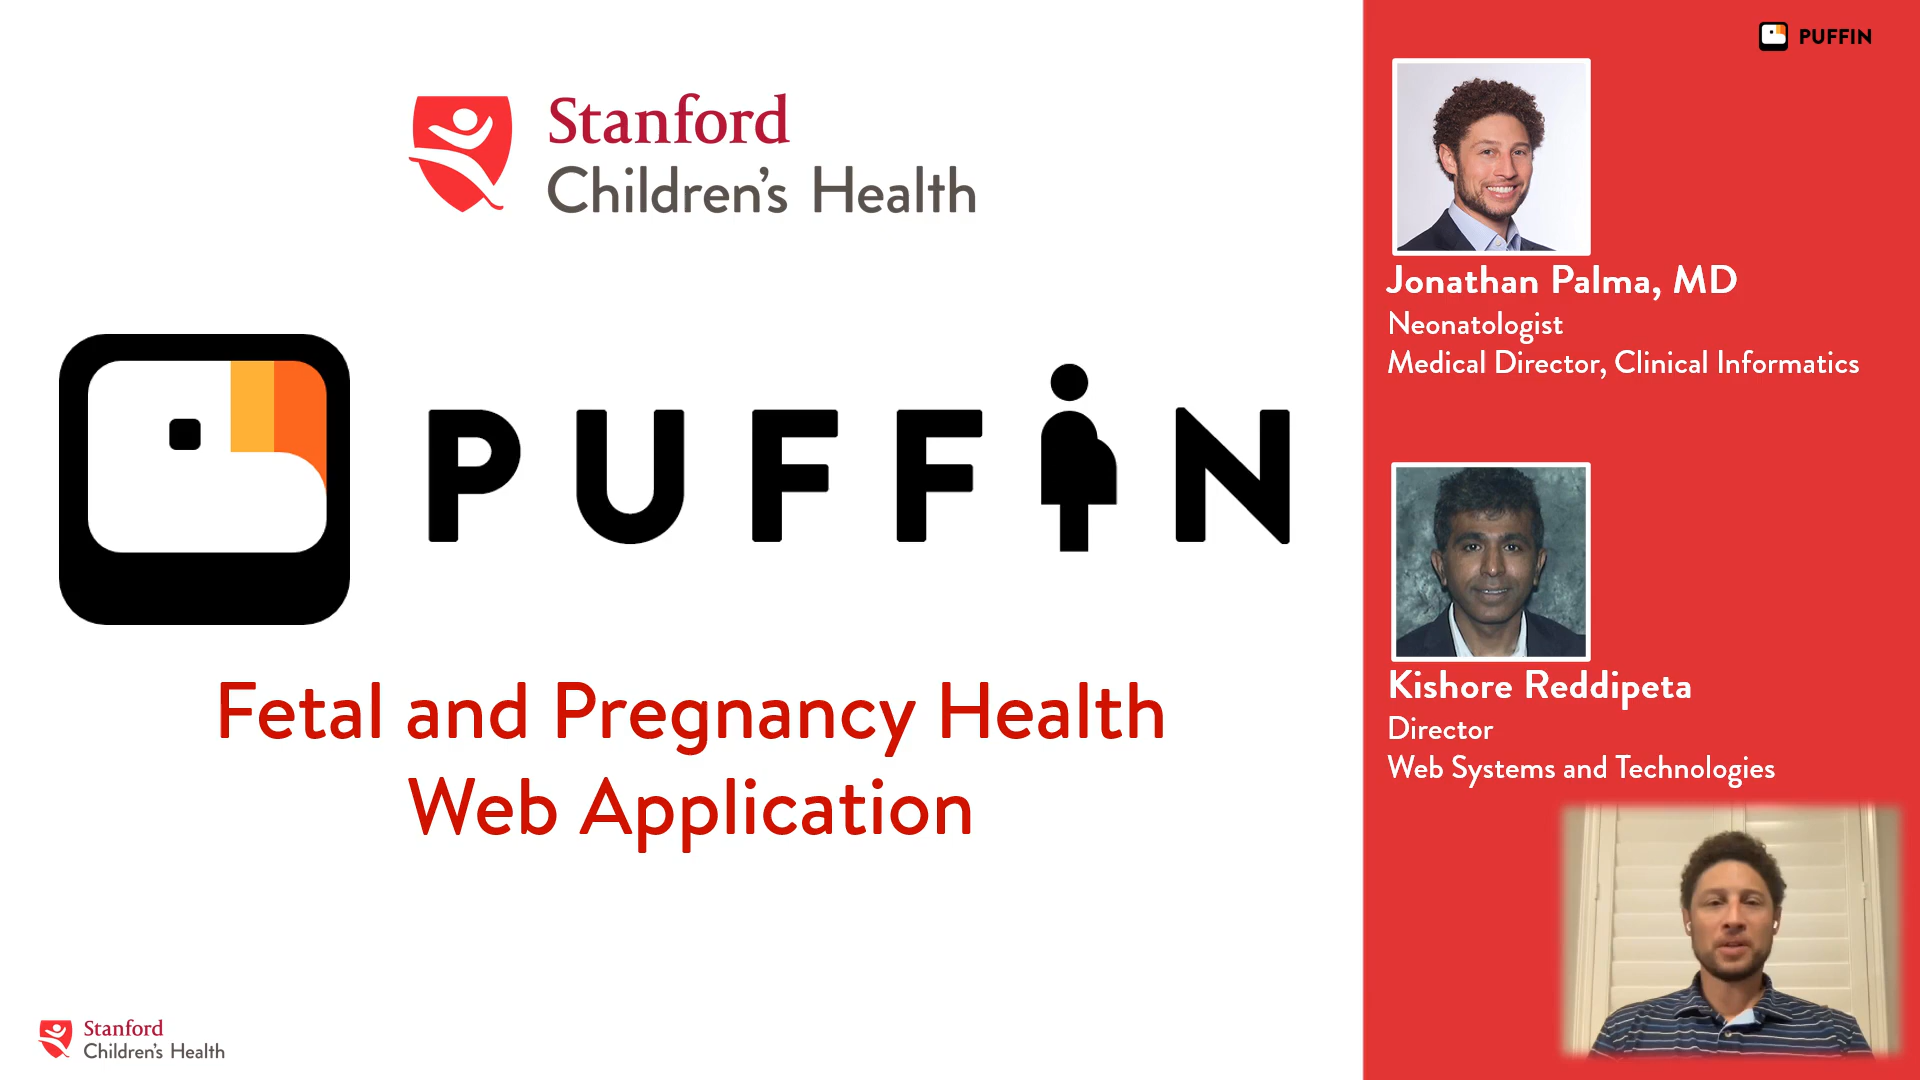 Stanford
Children's Health
PUFFIN
Fetal and Pregnancy Health
Web Application
Stanford
Children's Health
PUFFIN
Jonathan Palma, MD
Neonatologist
Medical Director, Clinical Informatics
Kishore Reddipeta
Director
Web Systems and Technologies